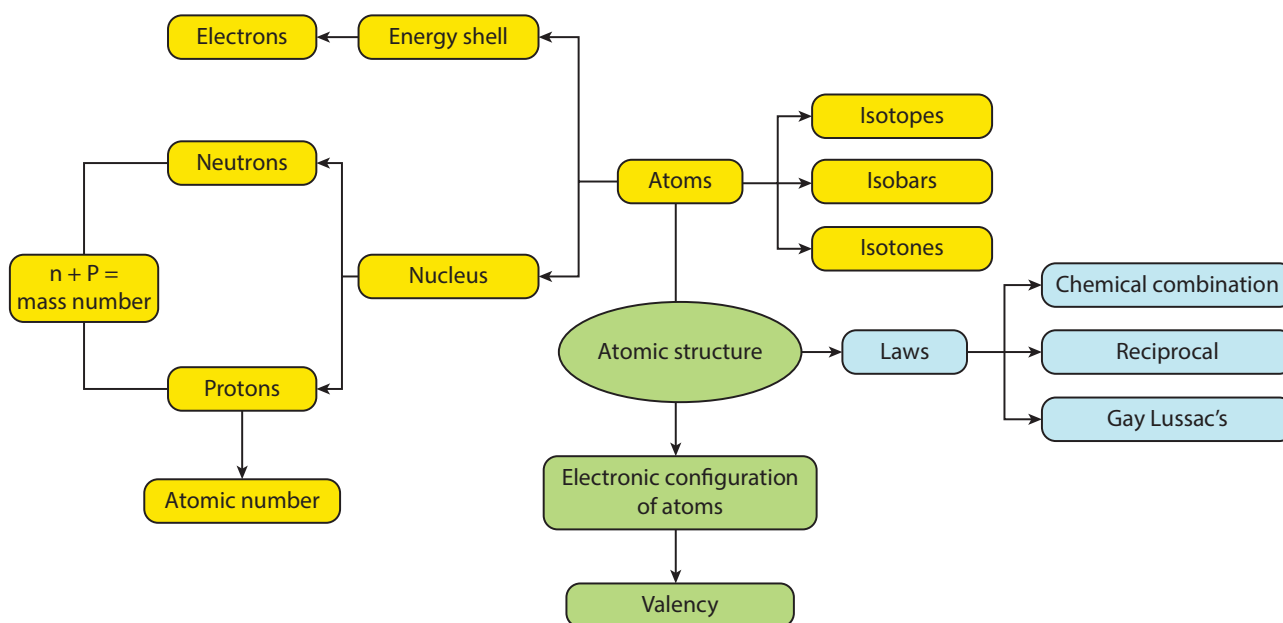 Electrons
Energy shell
Isotopes
Neutrons
Atoms
Isobars
Isotones
n + P =
mass number
Nucleus
Chemical combination
Atomic structure
Laws
Reciprocal
Protons
Gay Lussac’s
Electronic configuration
of atoms
Atomic number
Valency